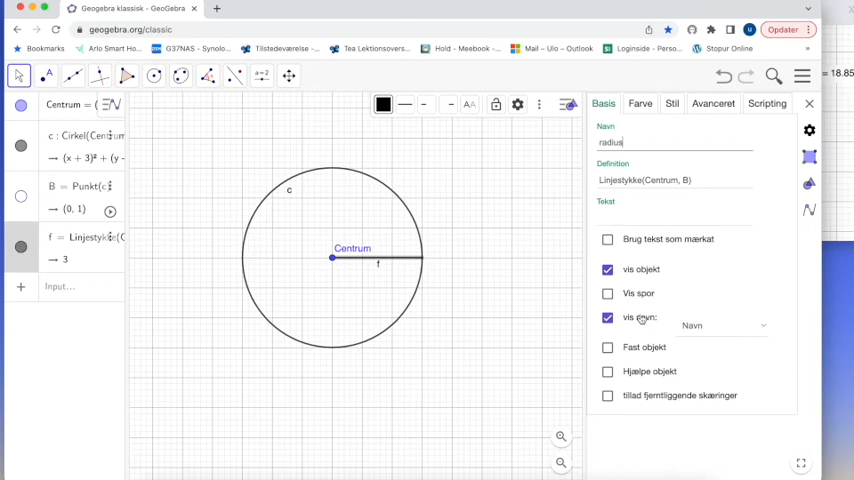 Geogebra klassisk - GeoGebra
Opdater
geogebra.org/classic
Bookmarks
Arlo Smart Ho...
G37NAS - Synolo...
Tilstedeværelse -...
Tea Lektionsovers...
Hold - Meebook -...
Mail – Ulo – Outlook
Loginside - Perso...
Stopur Online
»
a=2
= 18.85
Centrum = (
c : Cirkel(Centrum
→ (x + 3)² + (y –
B = Punkt(c)
→ (0, 1)
f = Linjestykke(C
→ 3
Input...
AA
c
Centrum
f
Basis
Farve
Stil
Avanceret
Scripting
Navn
radius
Definition
Linjestykke(Centrum, B)
Tekst
Brug tekst som mærkat
vis objekt
Vis spor
vis navn:
Navn
Fast objekt
Hjælpe objekt
tillad fjerntliggende skæringer